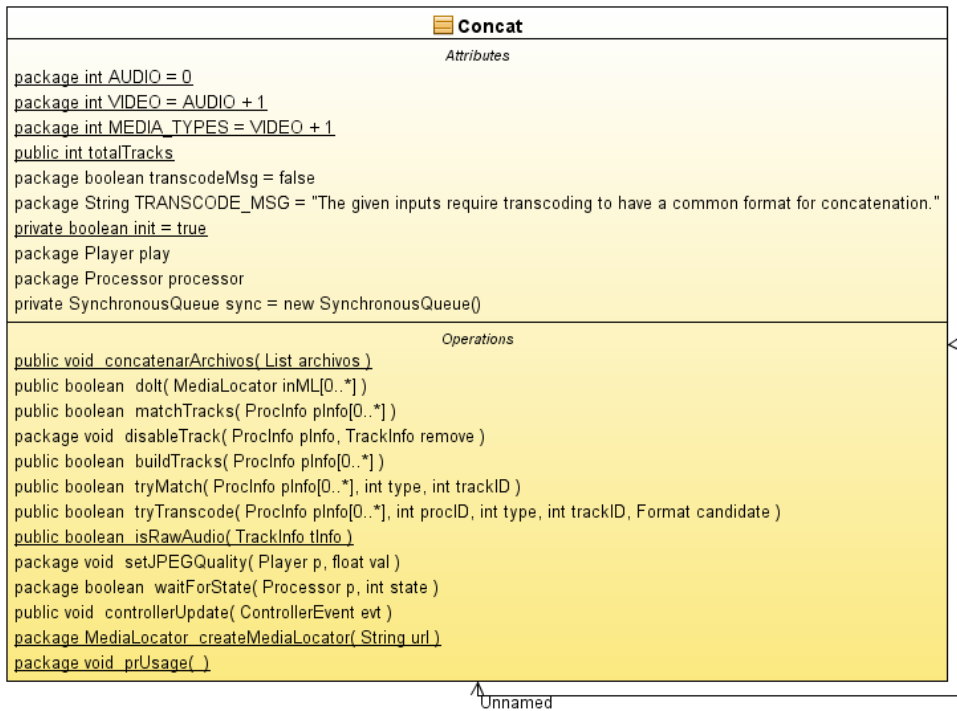 Concat
Attributes
package int AUDIO = 0
package int VIDEO = AUDIO + 1
package int MEDIA_TYPES = VIDEO + 1
public int totalTracks
package boolean transcodeMsg = false
package String TRANSCODE_MSG = "The given inputs require transcoding to have a common format for concatenation."
private boolean init = true
package Player play
package Processor processor
private SynchronousQueue sync = new SynchronousQueue()
Operations
public void concatenarArchivos( List archivos )
public boolean doIt( MediaLocator inML[0..*] )
public boolean matchTracks( ProcInfo pInfo[0..*] )
package void disableTrack( ProcInfo pInfo, TrackInfo remove )
public boolean buildTracks( ProcInfo pInfo[0..*] )
public boolean tryMatch( ProcInfo pInfo[0..*], int type, int trackID )
public boolean tryTranscode( ProcInfo pInfo[0..*], int procID, int type, int trackID, Format candidate )
public boolean isRawAudio( TrackInfo tInfo )
package void setJPEGQuality( Player p, float val )
package boolean waitForState( Processor p, int state )
public void controllerUpdate( ControllerEvent evt )
package MediaLocator createMediaLocator( String url )
package void prUsage( )
Unnamed